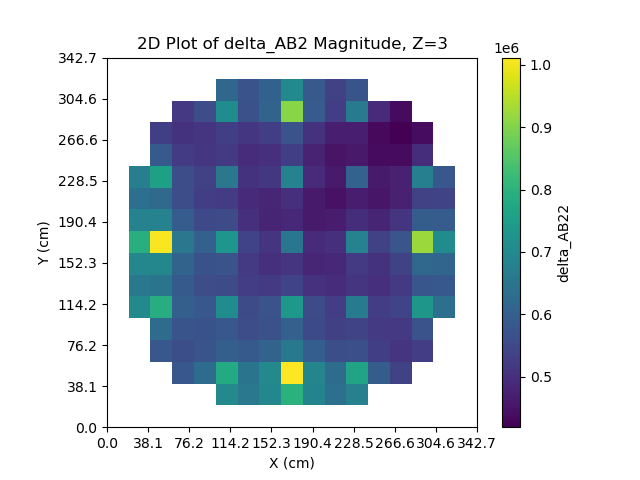 2D Plot of delta_AB2 Magnitude, Z=3
1e6
342.7
304.6
266.6
228.5
190.4
152.3
114.2
76.2
38.1
0.0
Y (cm)
0.0 38.1 76.2 114.2 152.3 190.4 228.5 266.6 304.6 342.7
X (cm)
1.0
0.9
0.8
0.7
0.6
0.5
delta_AB22